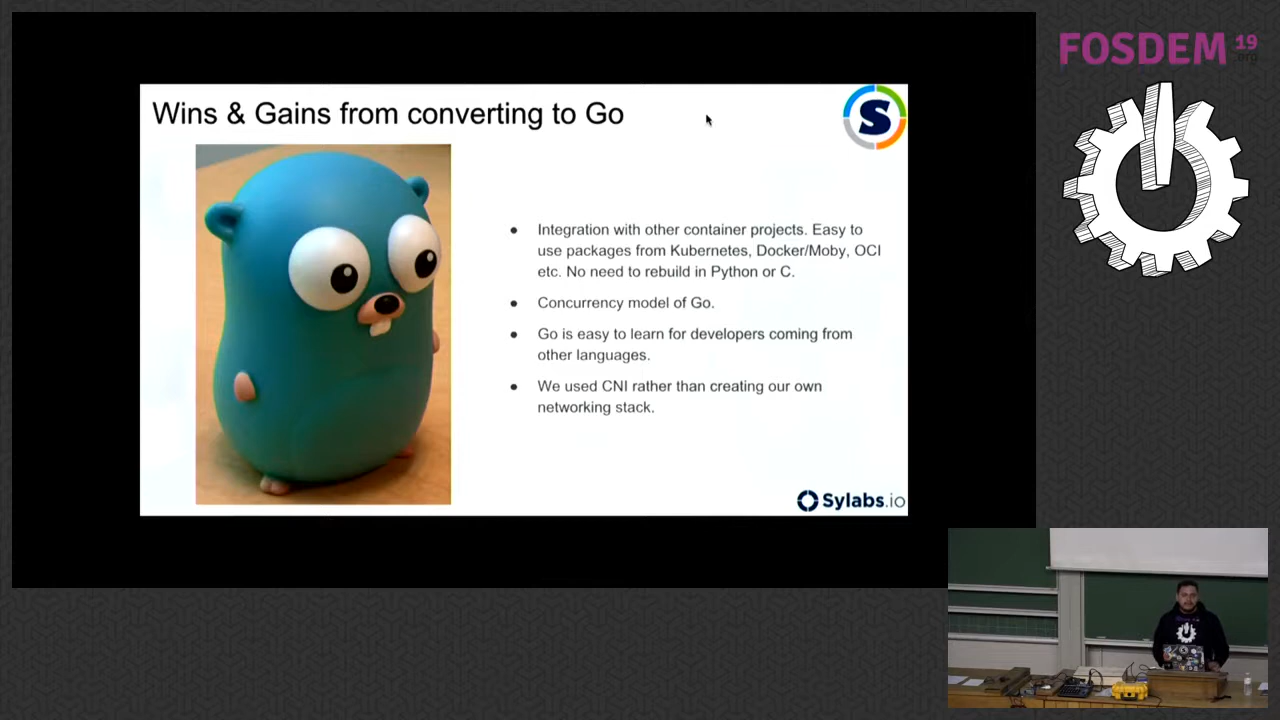 FOSDEM 19
.org
Wins & Gains from converting to Go
S
● Integration with other container projects. Easy to
use packages from Kubernetes, Docker/Moby, OCI
etc. No need to rebuild in Python or C.
● Concurrency model of Go.
● Go is easy to learn for developers coming from
other languages.
● We used CNI rather than creating our own
networking stack.
Sylabs.io